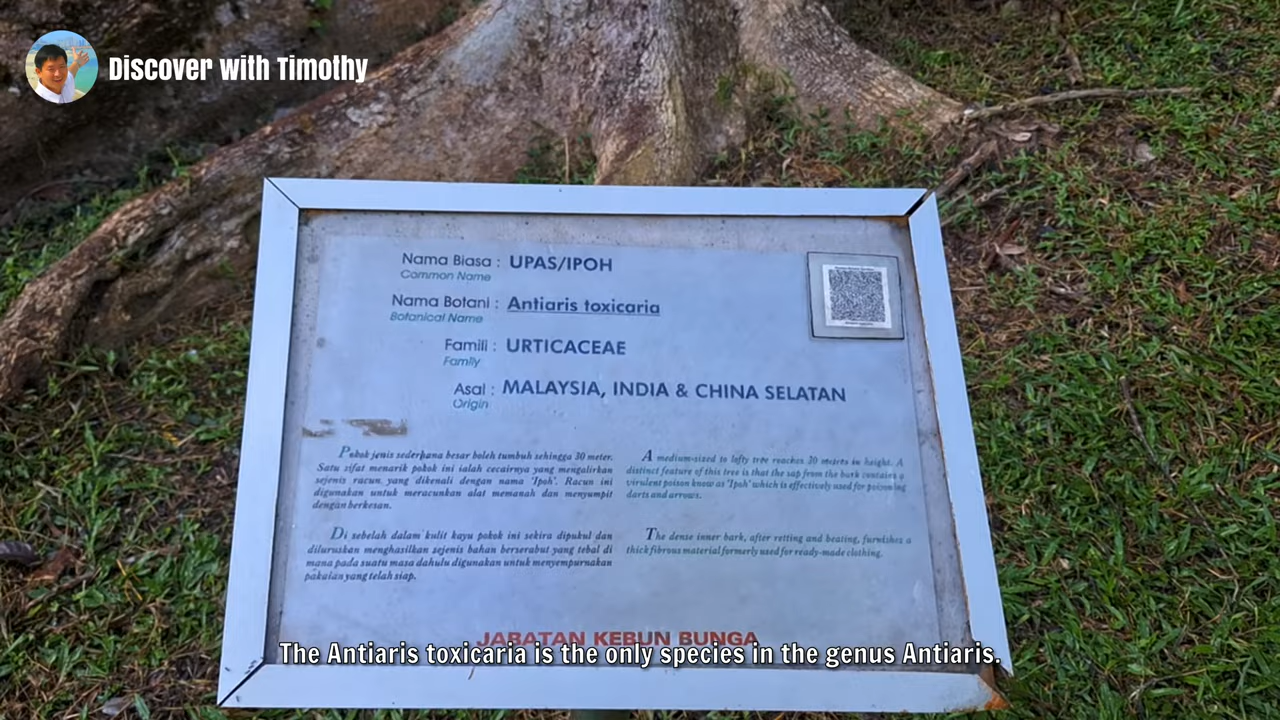 Discover with Timothy
Nama Biasa : UPAS/IPOH
Common Name
Nama Botani : Antiaris toxicaria
Botanical Name
Famili : URTICACEAE
Family
Asal : MALAYSIA, INDIA & CHINA SELATAN
Origin
Pokok jenis sederhana besar boleh tumbuh sehingga 30 meter.
Satu sifat menarik pokok ini ialah cecairnya yang mengalirkan
sejenis racun yang dikenali dengan nama 'Ipoh'. Racun ini
digunakan untuk meracunkan alat memanah dan menyumpit
dengan berkesan.
A medium-sized to lofty tree reaches 30 meters in height. A
distinct feature of this tree is that the sap from the bark contains a
virulent poison know as 'Ipoh' which is effectively used for poisoning
darts and arrows.
Di sebelah dalam kulit kayu pokok ini sekira dipukul dan
diluruskan menghasilkan sejenis bahan berserabut yang tebal di
mana pada suatu masa dahulu digunakan untuk menyempurnakan
pakaian yang telah siap.
The dense inner bark, after retting and beating, furnishes a
thick fibrous material formerly used for ready-made clothing.
JABATAN KEBUN BUNGA
The Antiaris toxicaria is the only species in the genus Antiaris.